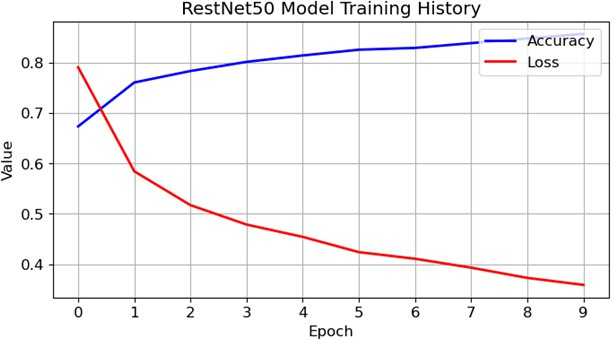 RestNet50 Model Training History
Value
0.8
0.7
0.6
0.5
0.4
Accuracy
Loss
0 1 2 3 4 5 6 7 8 9
Epoch